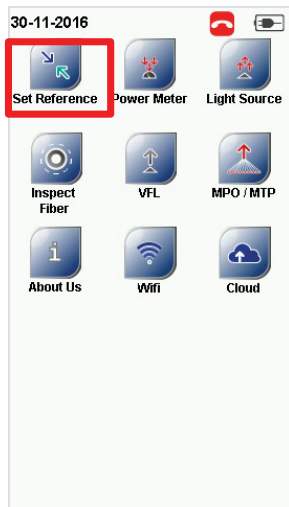 30-11-2016
Set Reference
Power Meter
Light Source
Inspect
Fiber
VFL
MPO / MTP
i
About Us
Wifi
Cloud